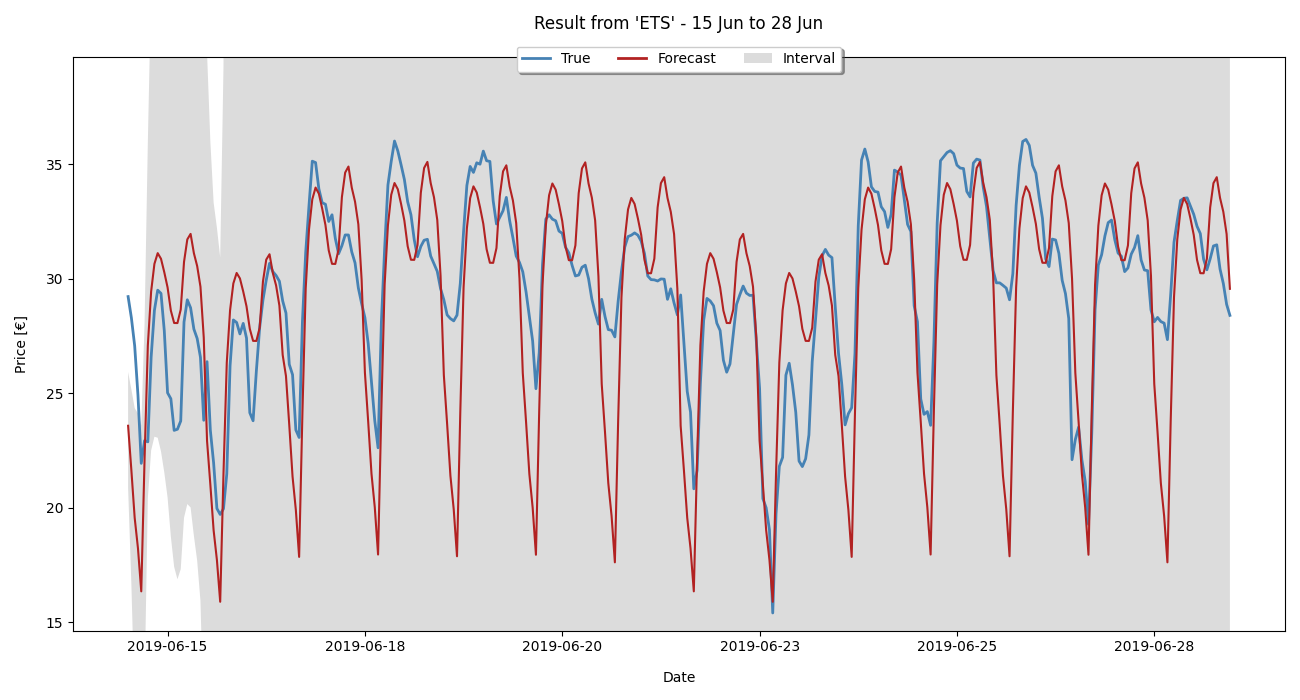 Result from 'ETS' - 15 Jun to 28 Jun
True Forecast Interval
Price [€]
35
30
25
20
15
2019-06-15 2019-06-18 2019-06-20 2019-06-23 2019-06-25 2019-06-28
Date